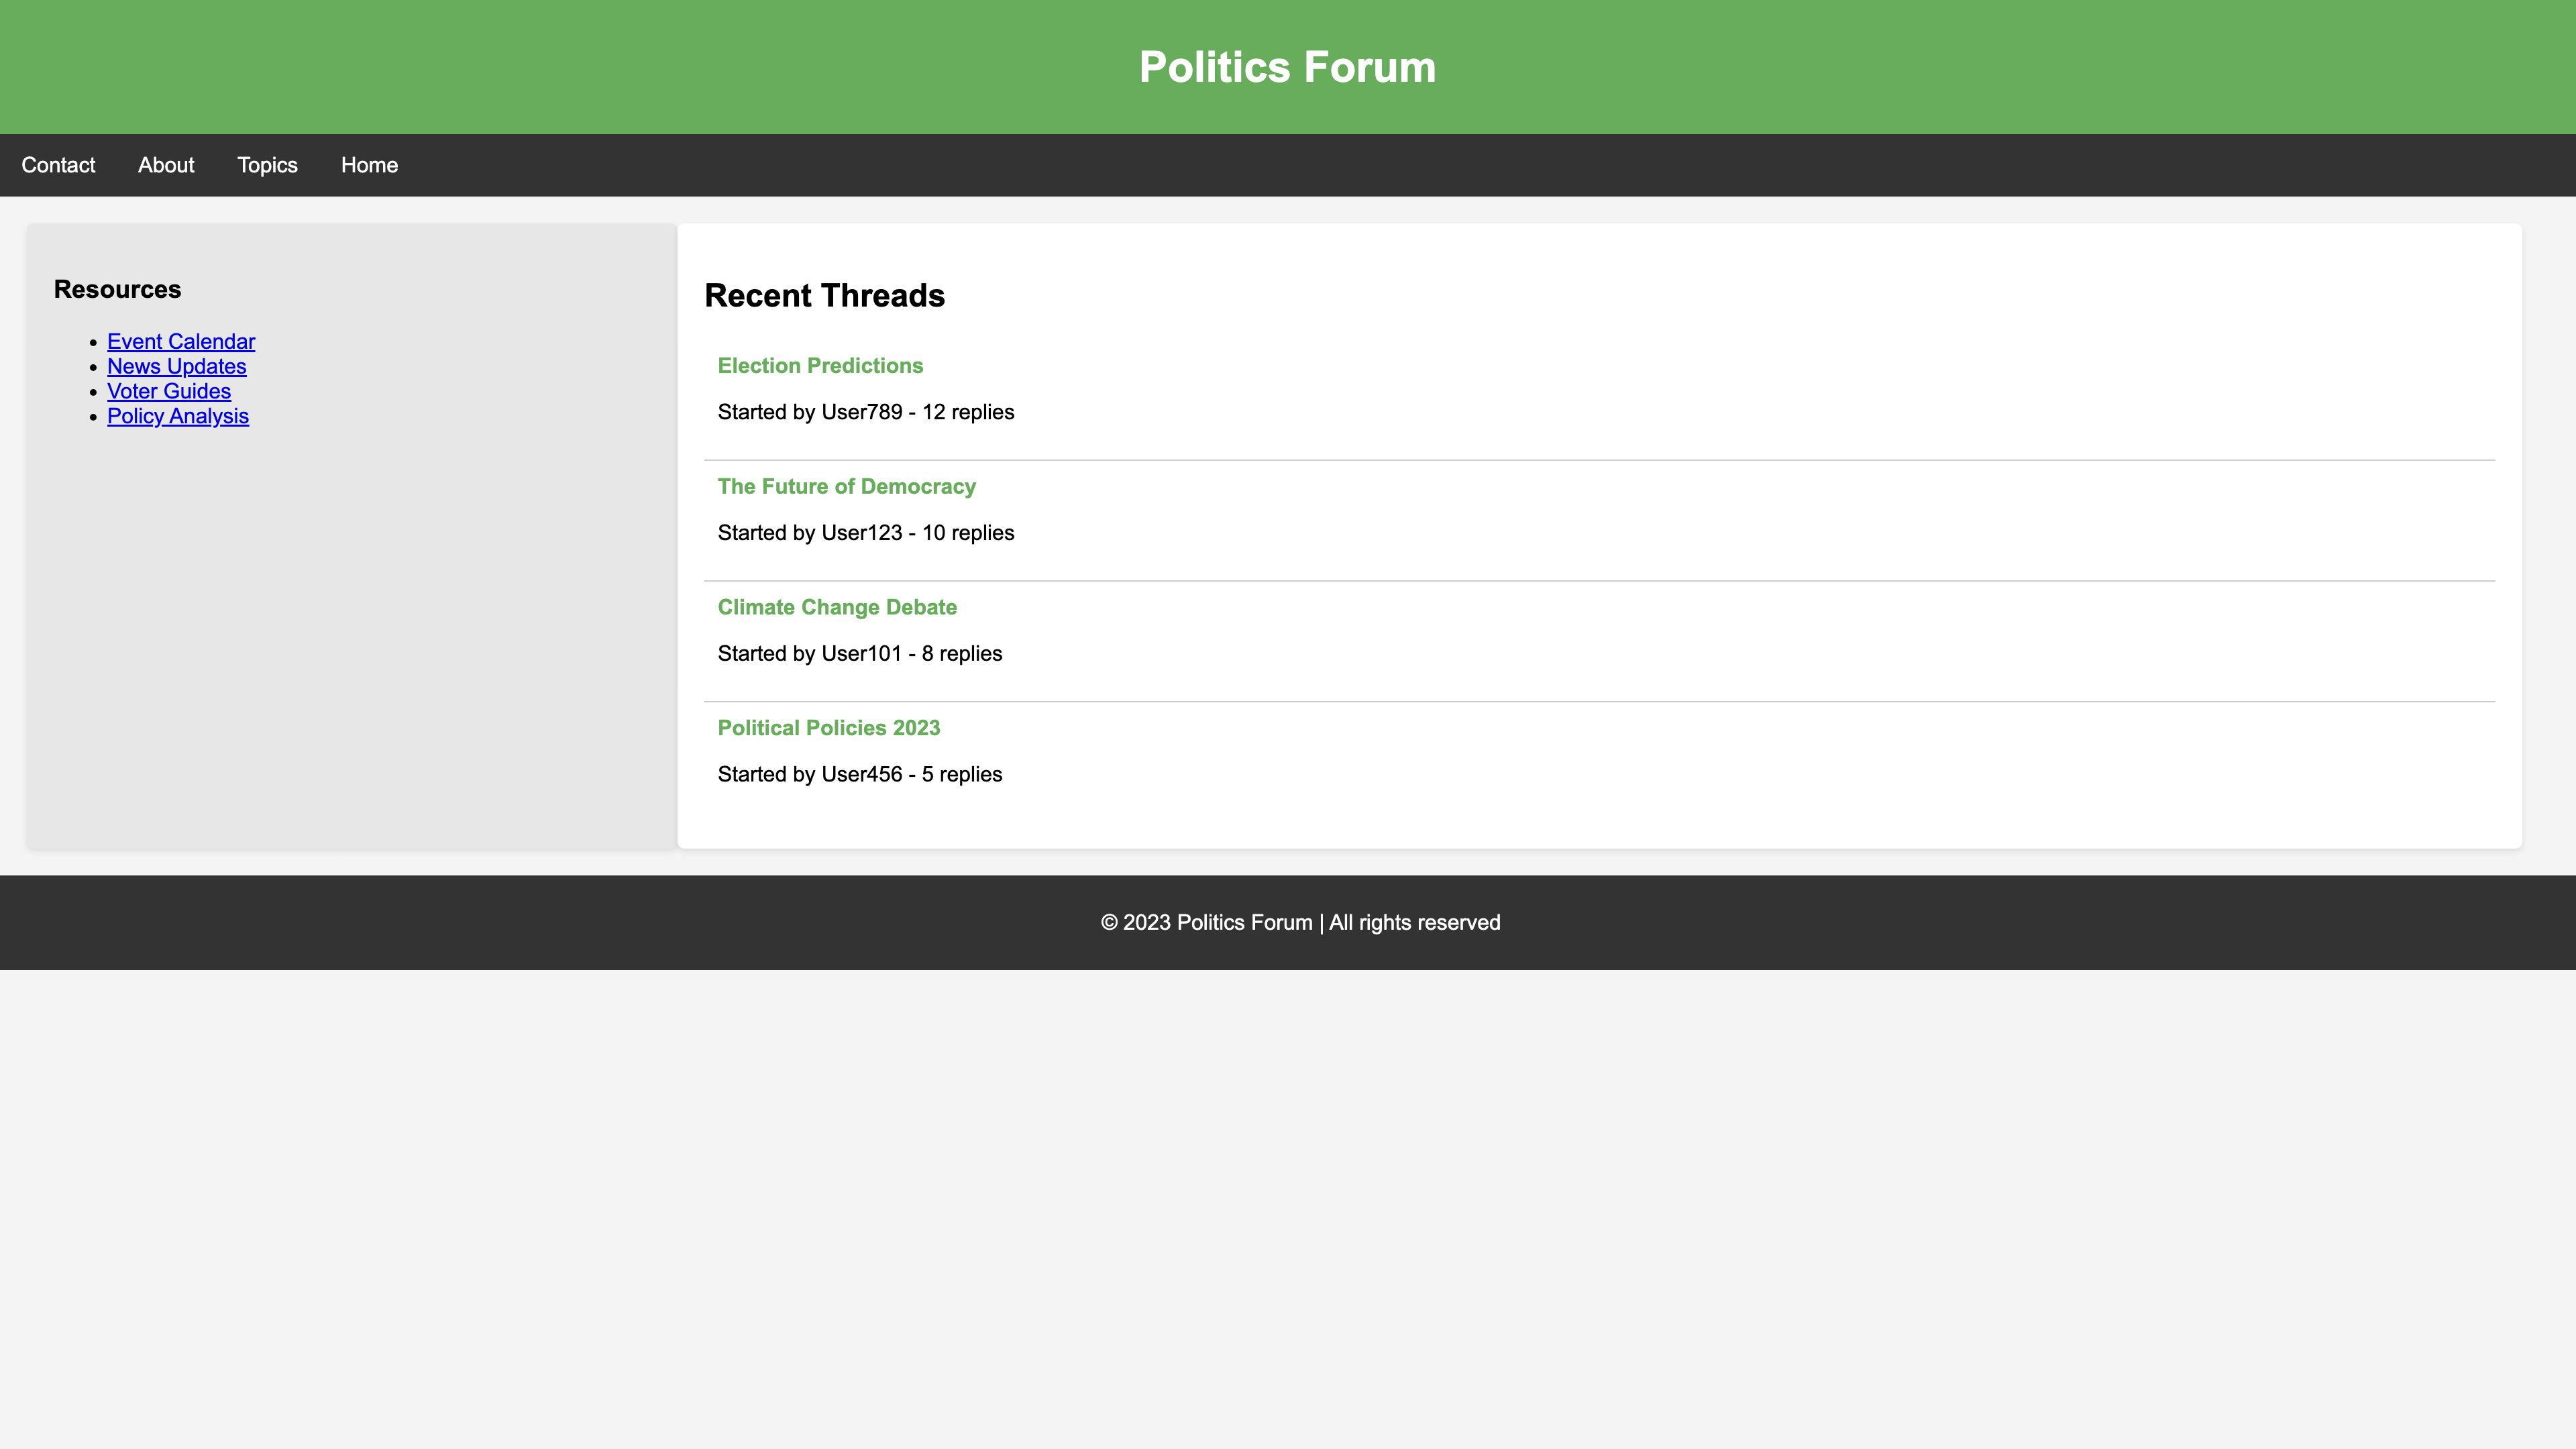 Politics Forum
Contact About Topics Home
Resources
Event Calendar
News Updates
Voter Guides
Policy Analysis
Recent Threads
Election Predictions
Started by User789 - 12 replies
The Future of Democracy
Started by User123 - 10 replies
Climate Change Debate
Started by User101 - 8 replies
Political Policies 2023
Started by User456 - 5 replies
© 2023 Politics Forum | All rights reserved